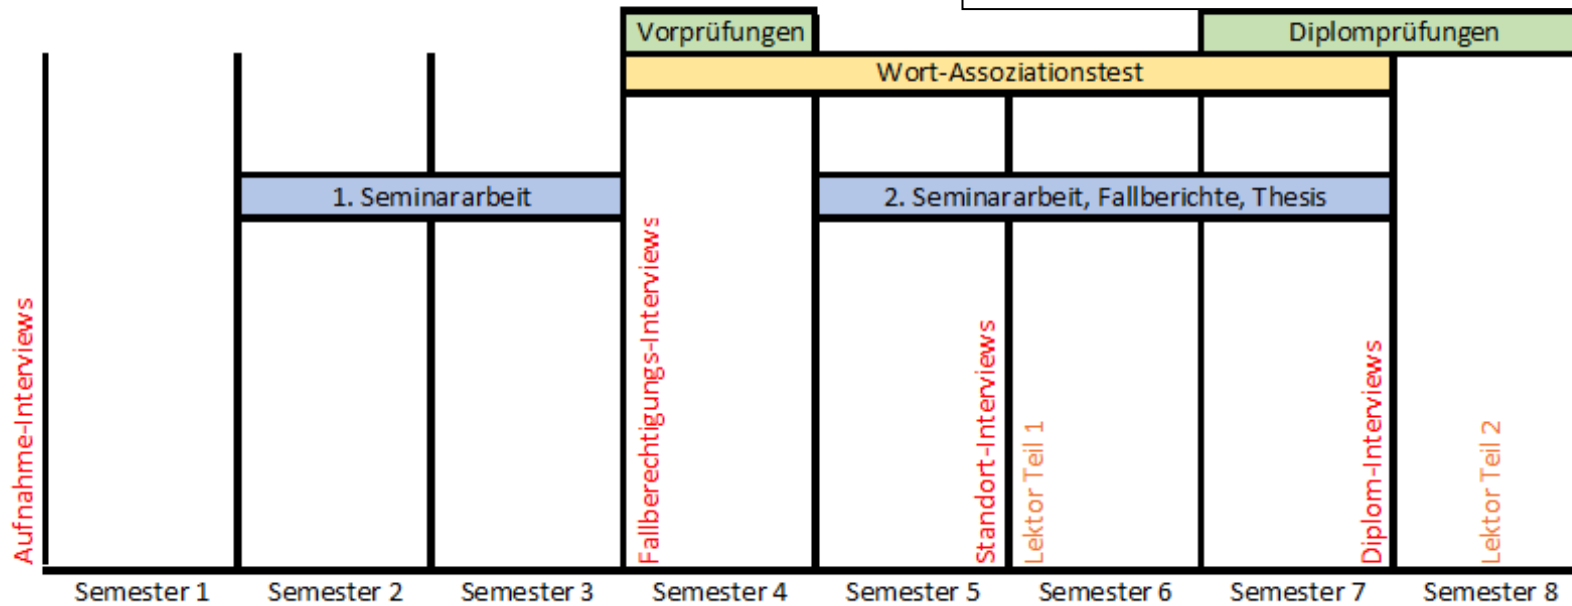 Vorprüfungen
Diplomprüfungen
Wort-Assoziationstest
1. Seminararbeit
2. Seminararbeit, Fallberichte, Thesis
Aufnahme-Interviews
Fallberechtigungs-Interviews
Standort-Interviews
Lektor Teil 1
Diplom-Interviews
Lektor Teil 2
Semester 1
Semester 2
Semester 3
Semester 4
Semester 5
Semester 6
Semester 7
Semester 8